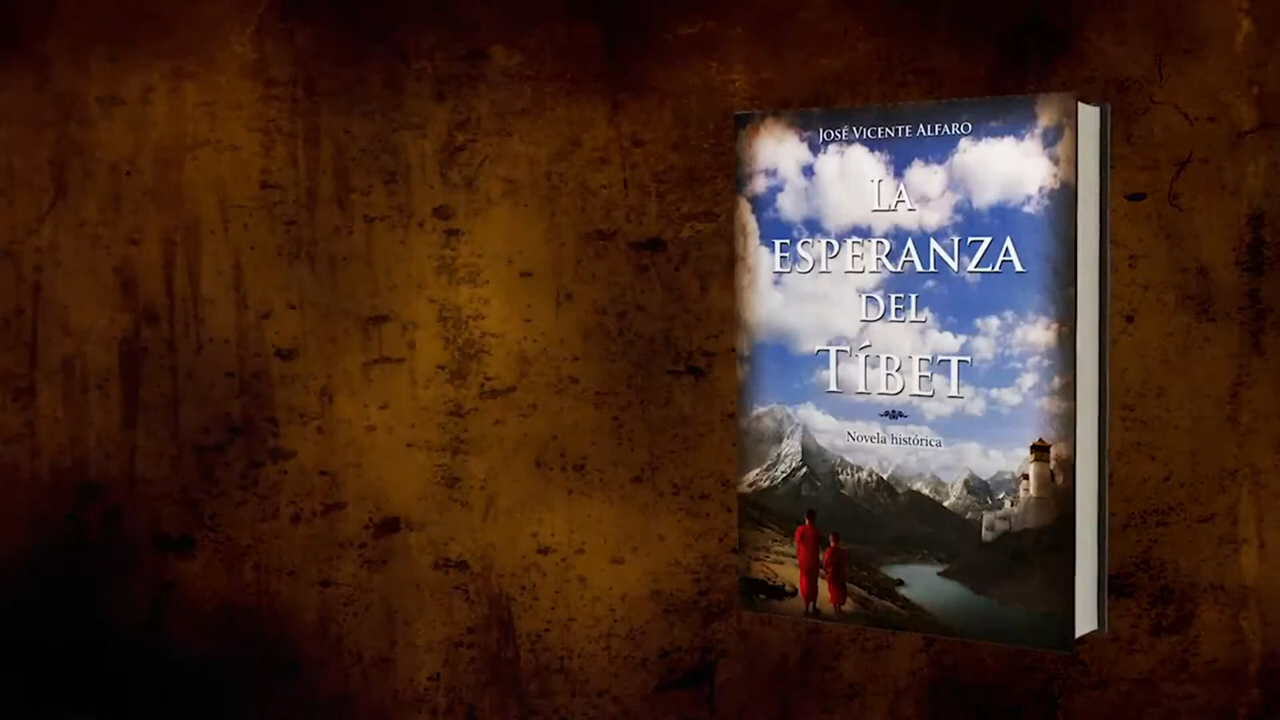 JOSÉ VICENTE ALFARO
LA
ESPERANZA
DEL
TÍBET
Novela histórica